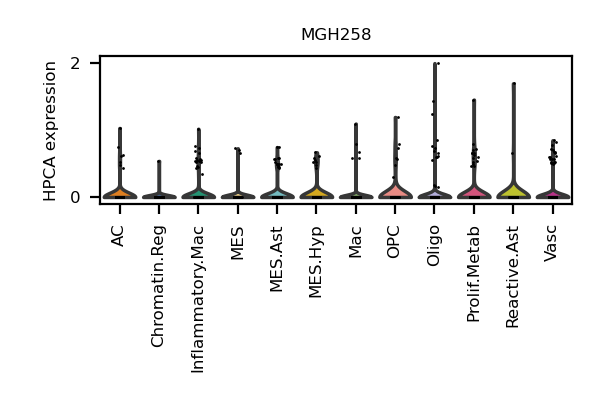 MGH258
HPCA expression
2
0
AC
Chromatin.Reg
Inflammatory.Mac
MES
MES.Ast
MES.Hyp
Mac
OPC
Oligo
Prolif.Metab
Reactive.Ast
Vasc